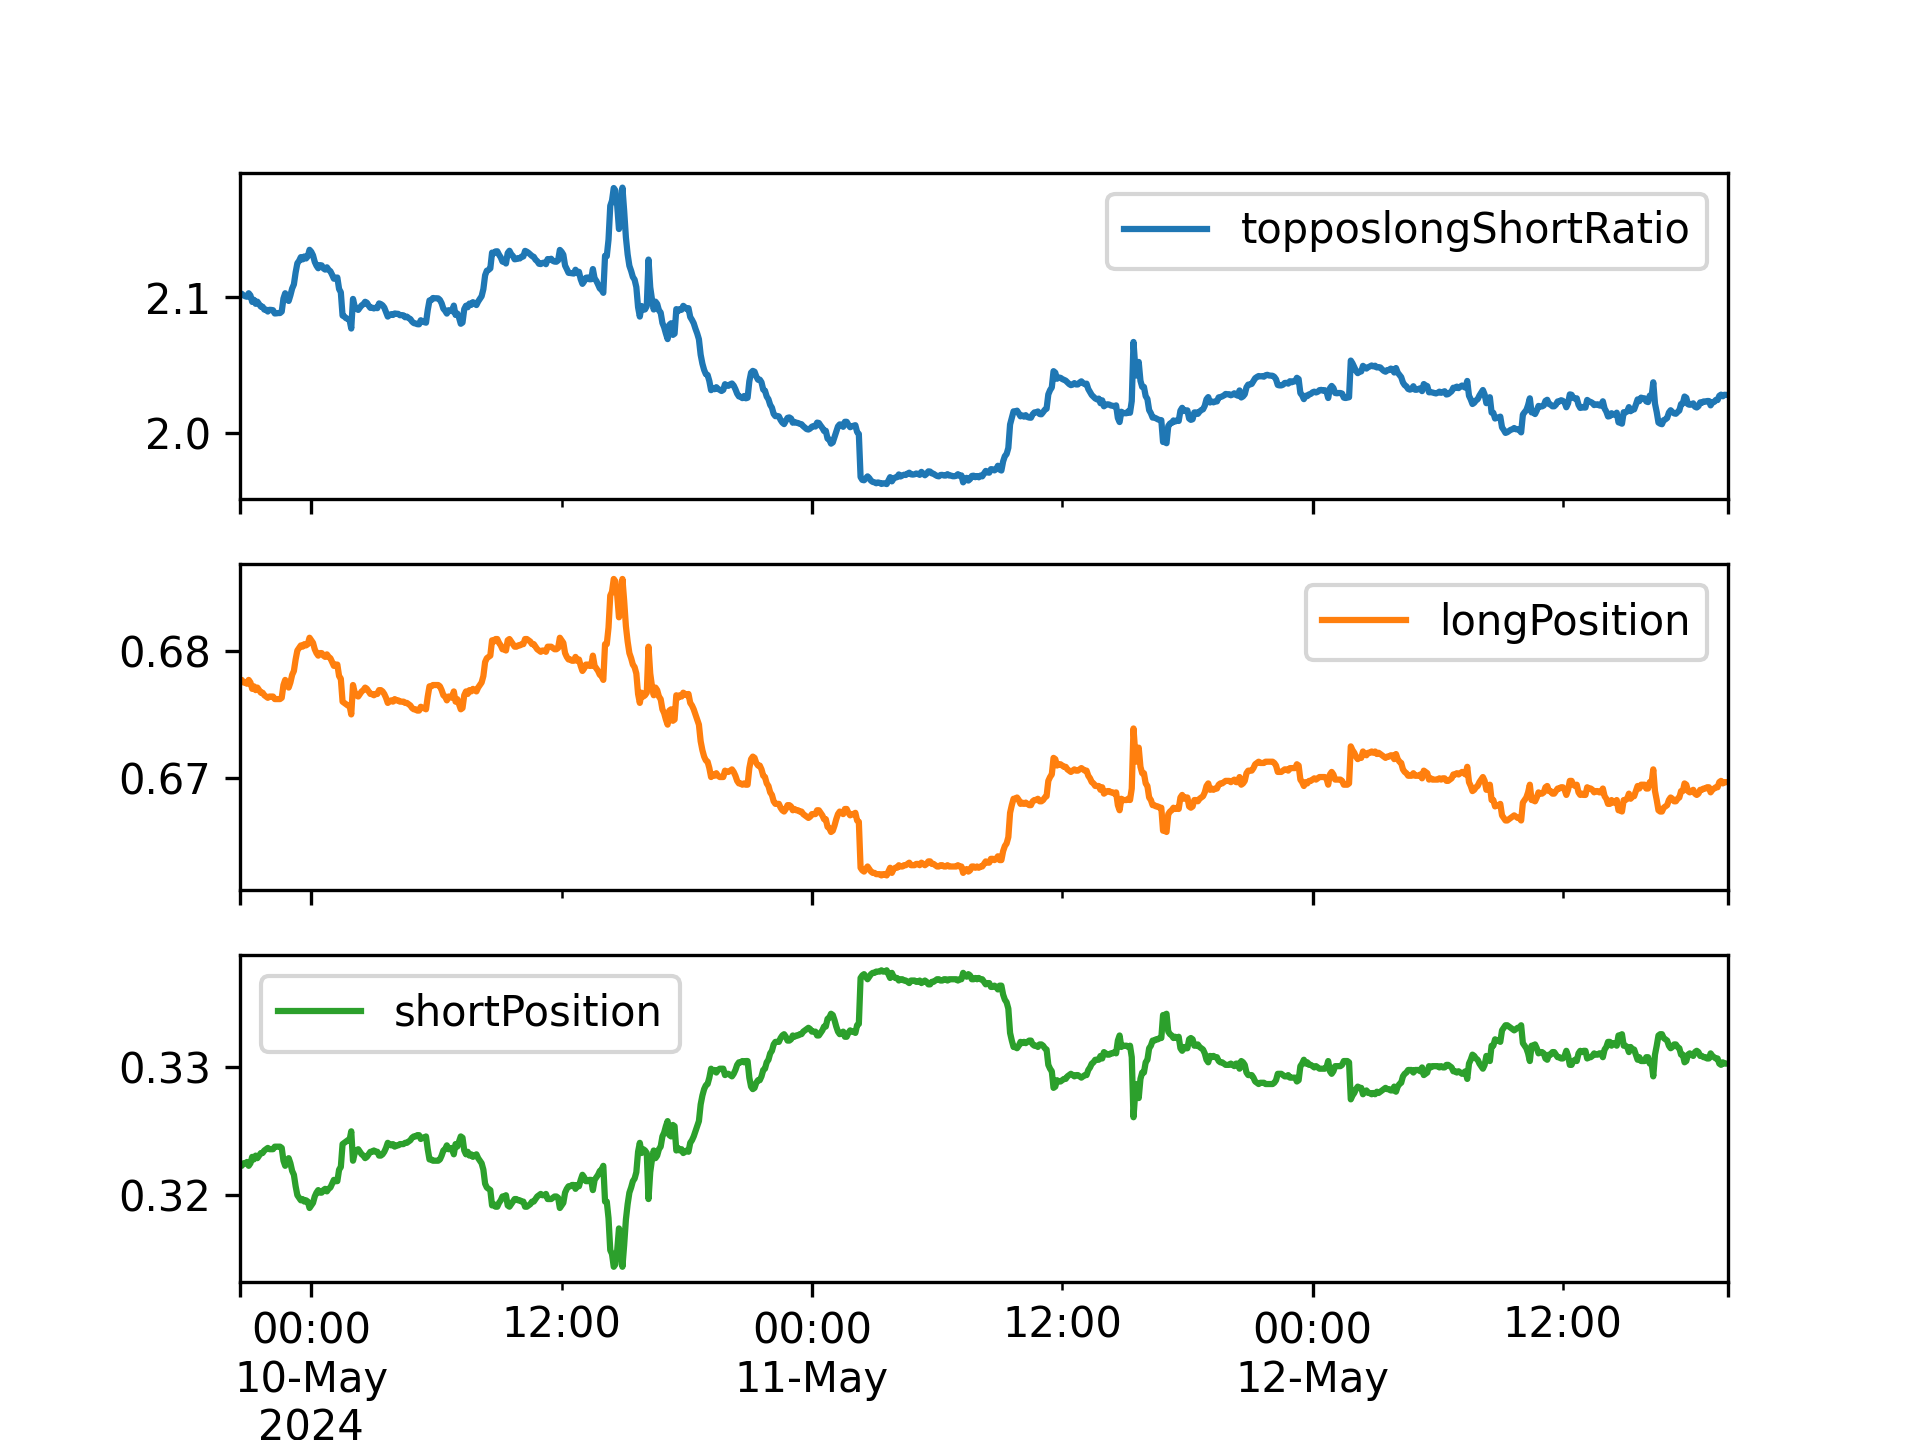 topposlongShortRatio
2.1
2.0
longPosition
0.68
0.67
shortPosition
0.33
0.32
00:00 12:00 00:00 12:00 00:00 12:00
10-May 11-May 12-May
2024